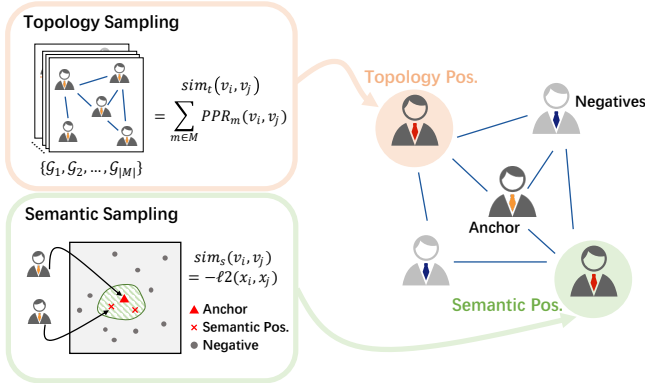 Topology Sampling
sim_t(v_i, v_j)
= ∑_{m∈M} PPR_m(v_i, v_j)
{G_1, G_2, ..., G_|M|}
Semantic Sampling
sim_s(v_i, v_j)
= −ℓ2(x_i, x_j)
Anchor
Semantic Pos.
Negative
Topology Pos.
Negatives
Anchor
Semantic Pos.